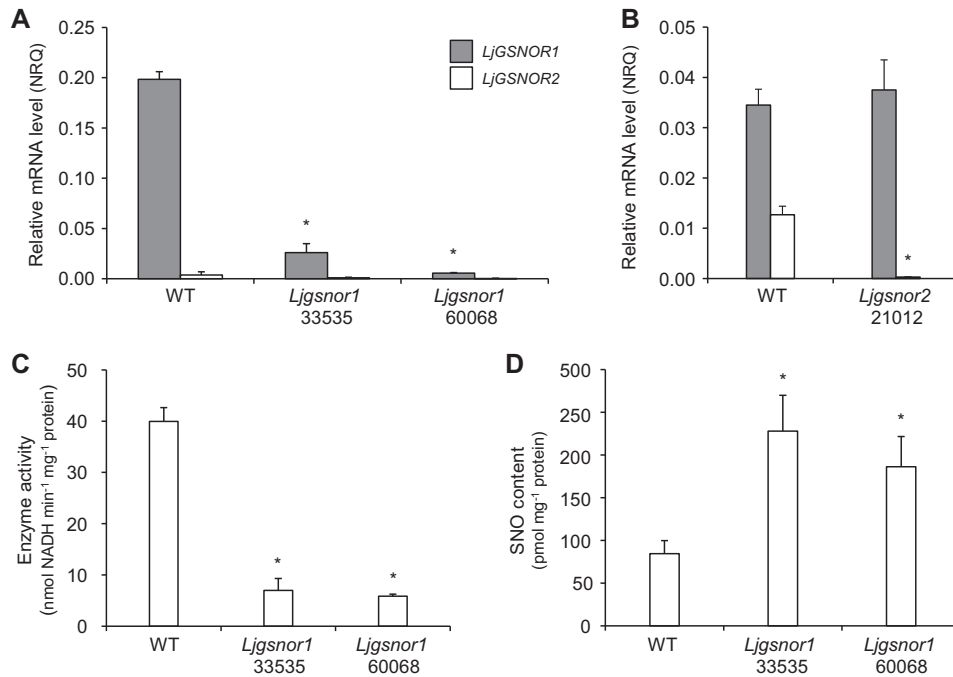 A
Relative mRNA level (NRQ)
0.25
0.20
0.15
0.10
0.05
0.00
LjGSNOR1
LjGSNOR2
*
*
WT
Ljgsnor1
33535
Ljgsnor1
60068
B
Relative mRNA level (NRQ)
0.05
0.04
0.03
0.02
0.01
0.00
*
WT
Ljgsnor2
21012
C
Enzyme activity
(nmol NADH min-1 mg-1 protein)
50
40
30
20
10
0
*
*
WT
Ljgsnor1
33535
Ljgsnor1
60068
D
SNO content
(pmol mg-1 protein)
500
250
200
150
100
50
0
*
*
WT
Ljgsnor1
33535
Ljgsnor1
60068